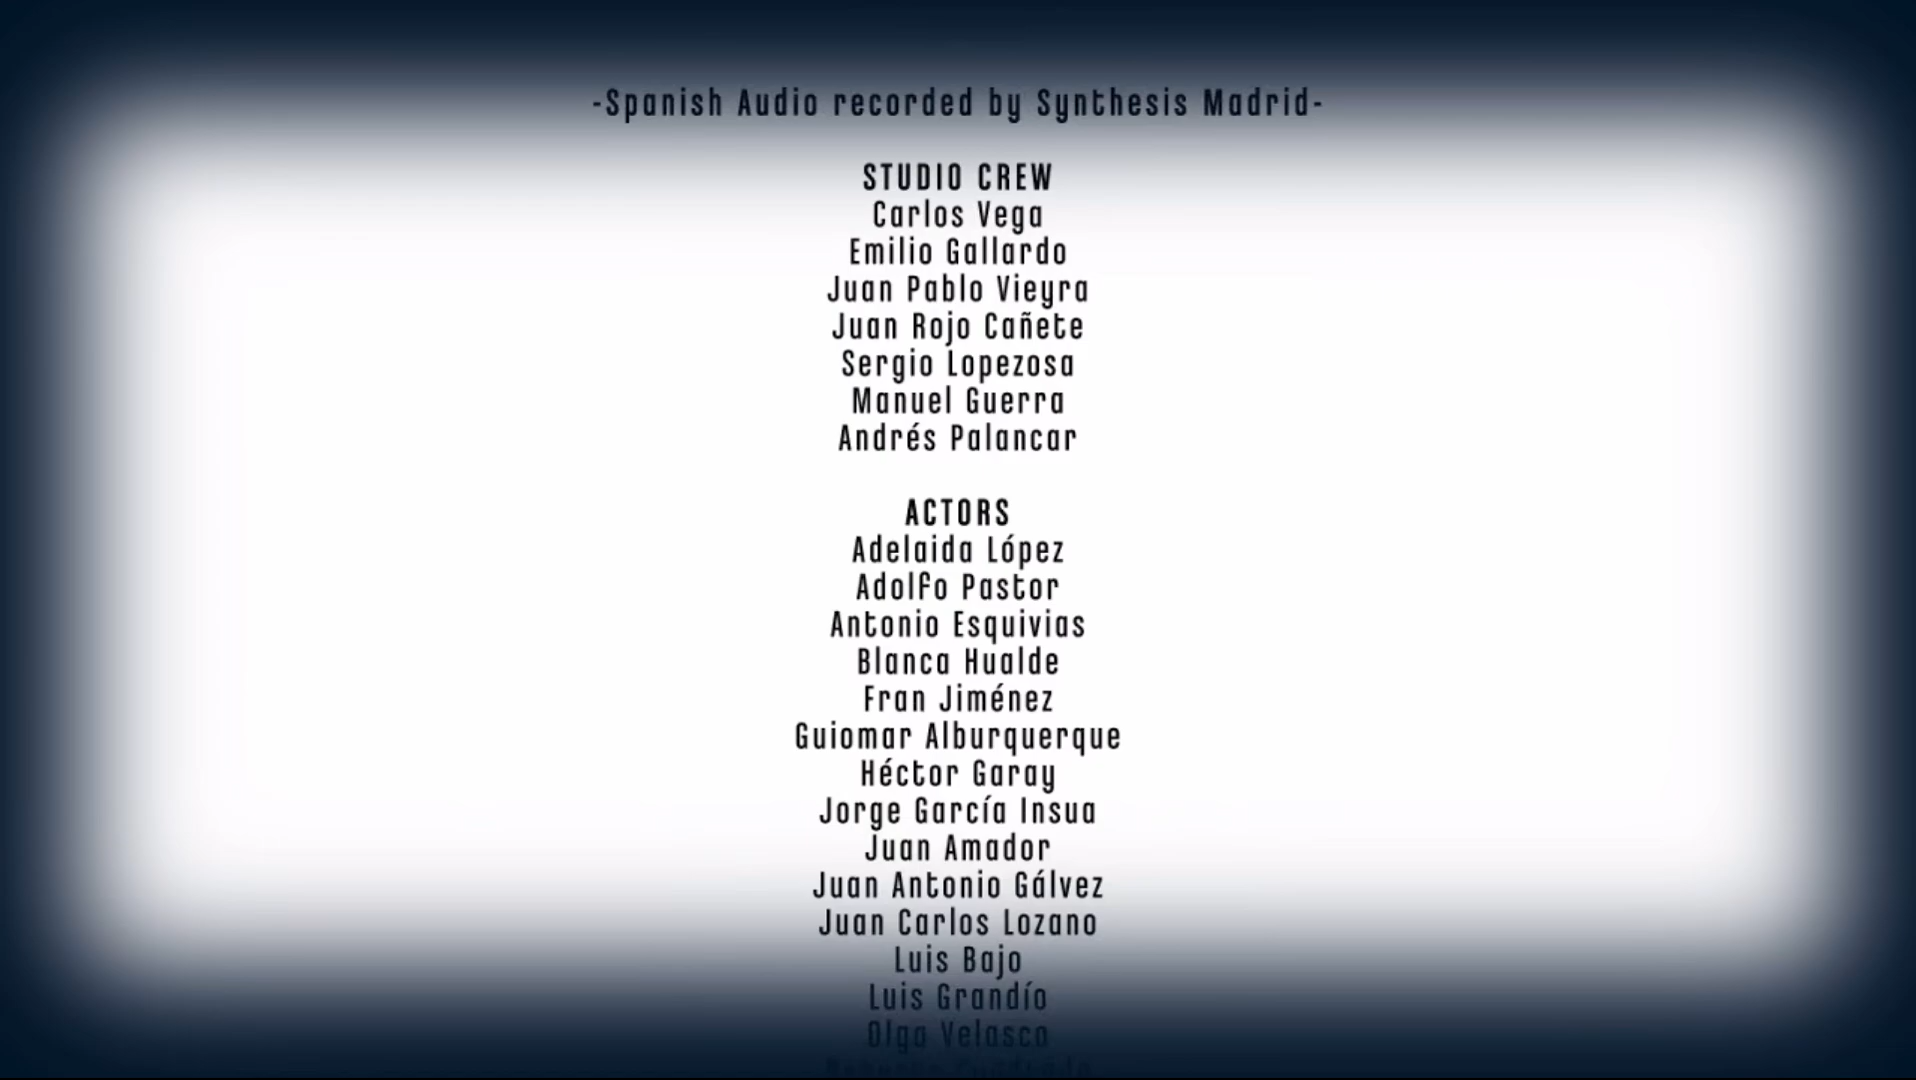 -Spanish Audio recorded by Synthesis Madrid-
STUDIO CREW
Carlos Vega
Emilio Gallardo
Juan Pablo Vieyra
Juan Rojo Cañete
Sergio Lopezosa
Manuel Guerra
Andrés Palancar
ACTORS
Adelaida López
Adolfo Pastor
Antonio Esquivias
Blanca Hualde
Fran Jiménez
Guiomar Alburquerque
Héctor Garay
Jorge García Insua
Juan Amador
Juan Antonio Gálvez
Juan Carlos Lozano
Luis Bajo
Luis Grandío
Olga Velasco